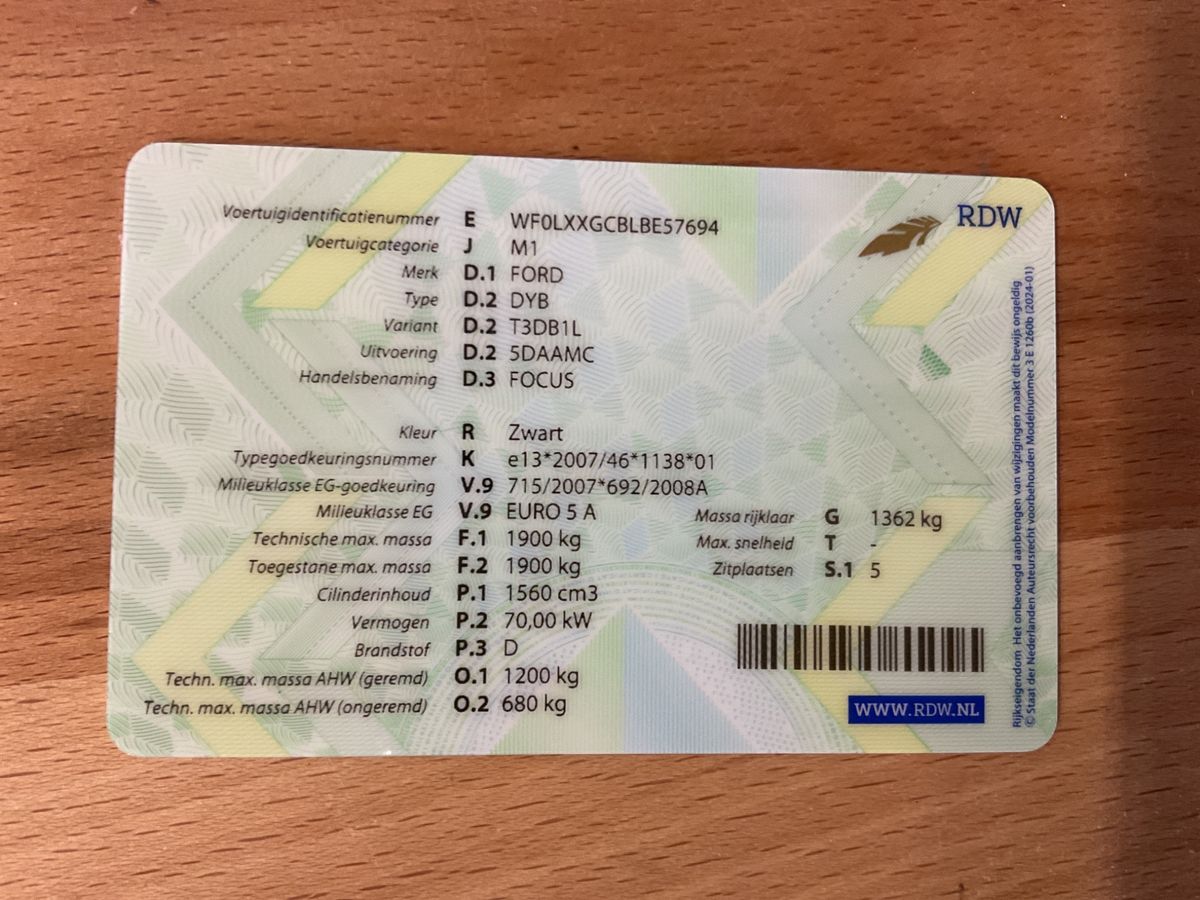 RDW
Voertuigidentificatienummer E WF0LXXGCBLBE57694
Voertuigcategorie J M1
Merk D.1 FORD
Type D.2 DYB
Variant D.2 T3DB1L
Uitvoering D.2 5DAAMC
Handelsbenaming D.3 FOCUS
Kleur R Zwart
Typegoedkeuringsnummer K e13*2007/46*1138*01
Milieuklasse EG-goedkeuring V.9 715/2007*692/2008A
Milieuklasse EG V.9 EURO 5 A
Technische max. massa F.1 1900 kg
Toegestane max. massa F.2 1900 kg
Cilinderinhoud P.1 1560 cm3
Vermogen P.2 70,00 kW
Brandstof P.3 D
Techn. max. massa AHW (geremd) O.1 1200 kg
Techn. max. massa AHW (ongeremd) O.2 680 kg
Massa rijklaar G 1362 kg
Max. snelheid T -
Zitplaatsen S.1 5
WWW.RDW.NL
Rijkseigendom Het onbevoegd aanbrengen van wijzigingen maakt dit bewijs ongeldig
© Staat der Nederlanden Auteursrecht voorbehouden Modelnummer 3 E 1260b (2024-01)